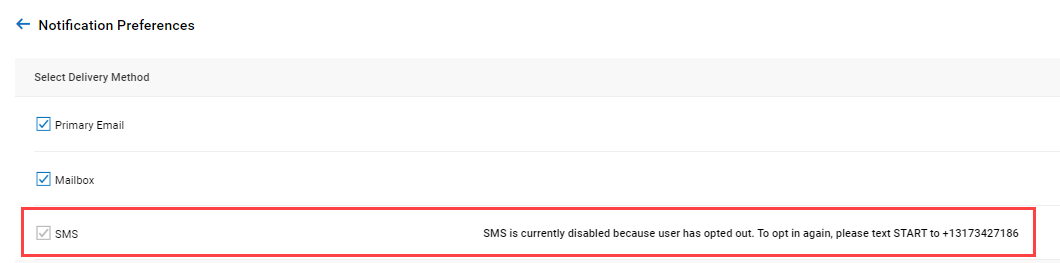 Notification Preferences
Select Delivery Method
Primary Email
Mailbox
SMS SMS is currently disabled because user has opted out. To opt in again, please text START to +13173427186